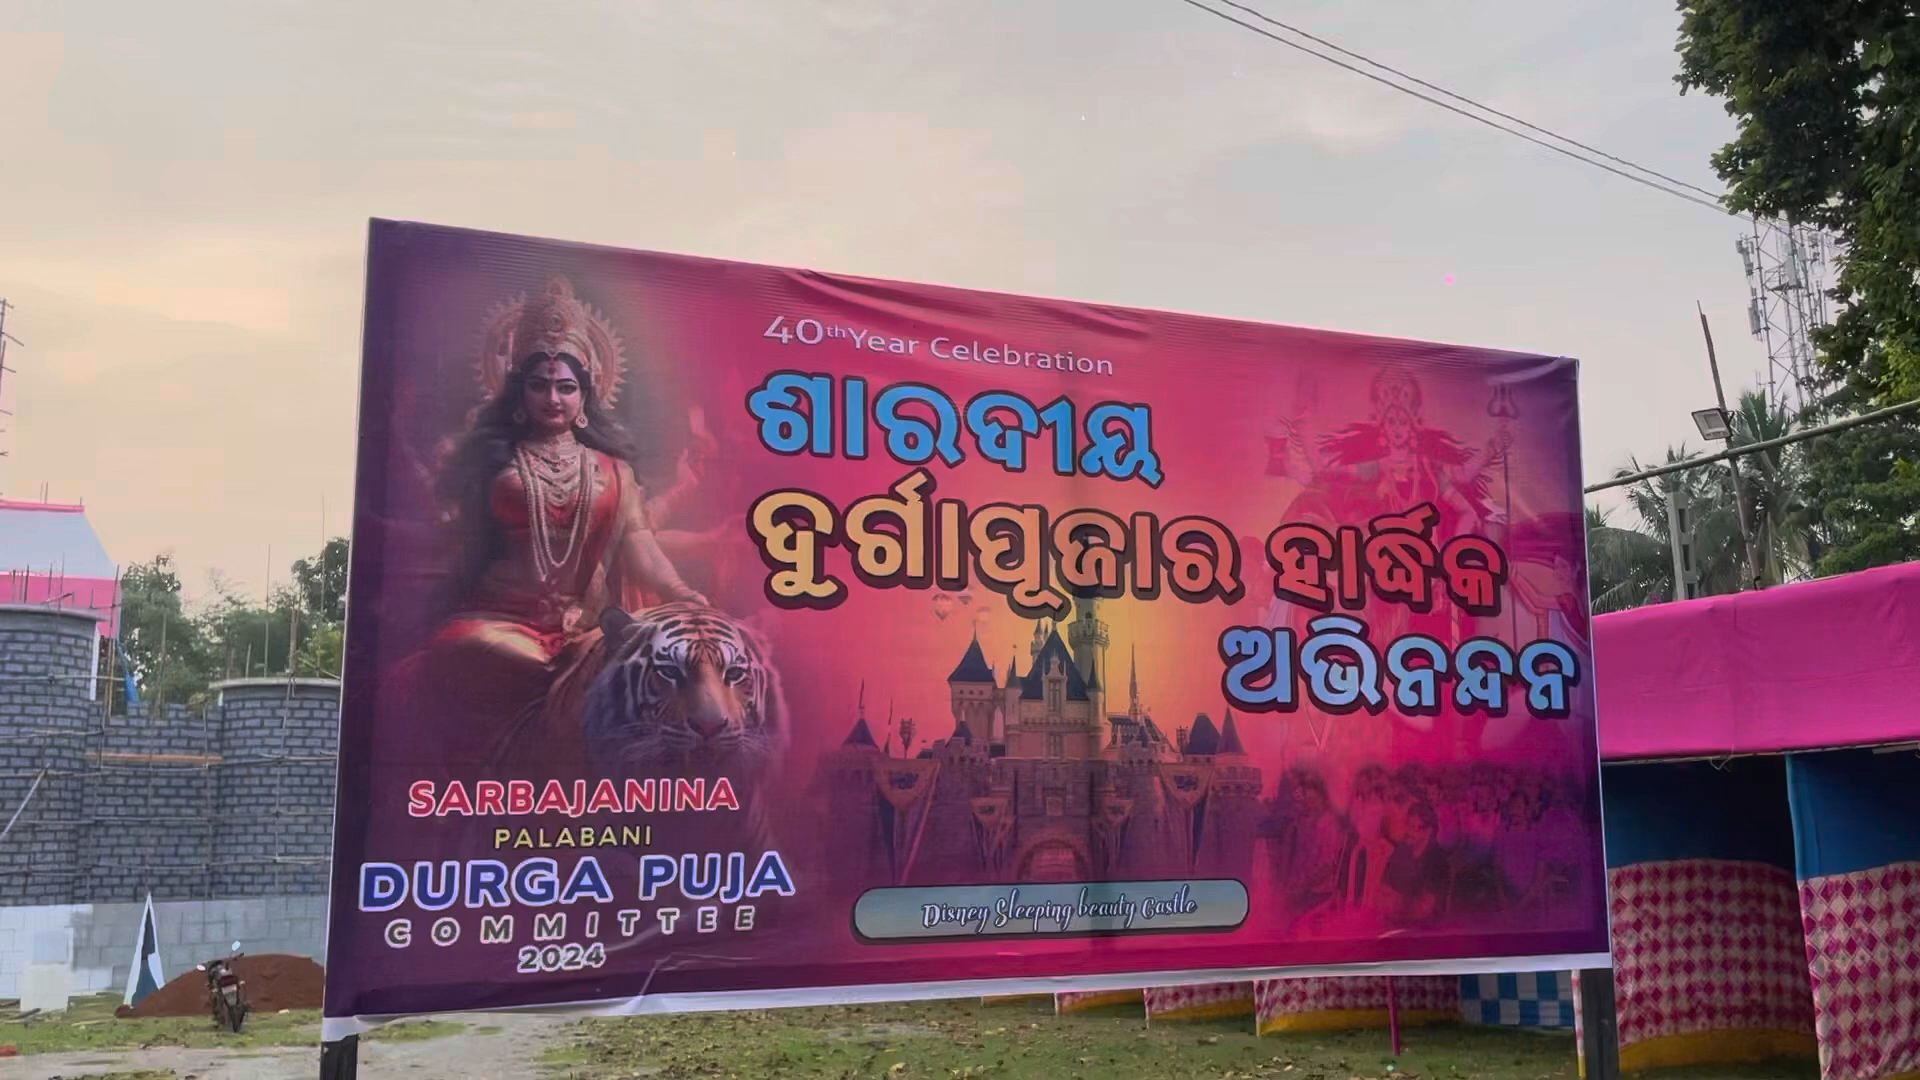 40th Year Celebration
ଶାରଦୀୟ
ଦୁର୍ଗାପୂଜାର ହାର୍ଦ୍ଧିକ
ଅଭିନନ୍ଦନ
SARBAJANINA
PALABANI
DURGA PUJA
COMMITTEE
2024
Disney Sleeping beauty Castle